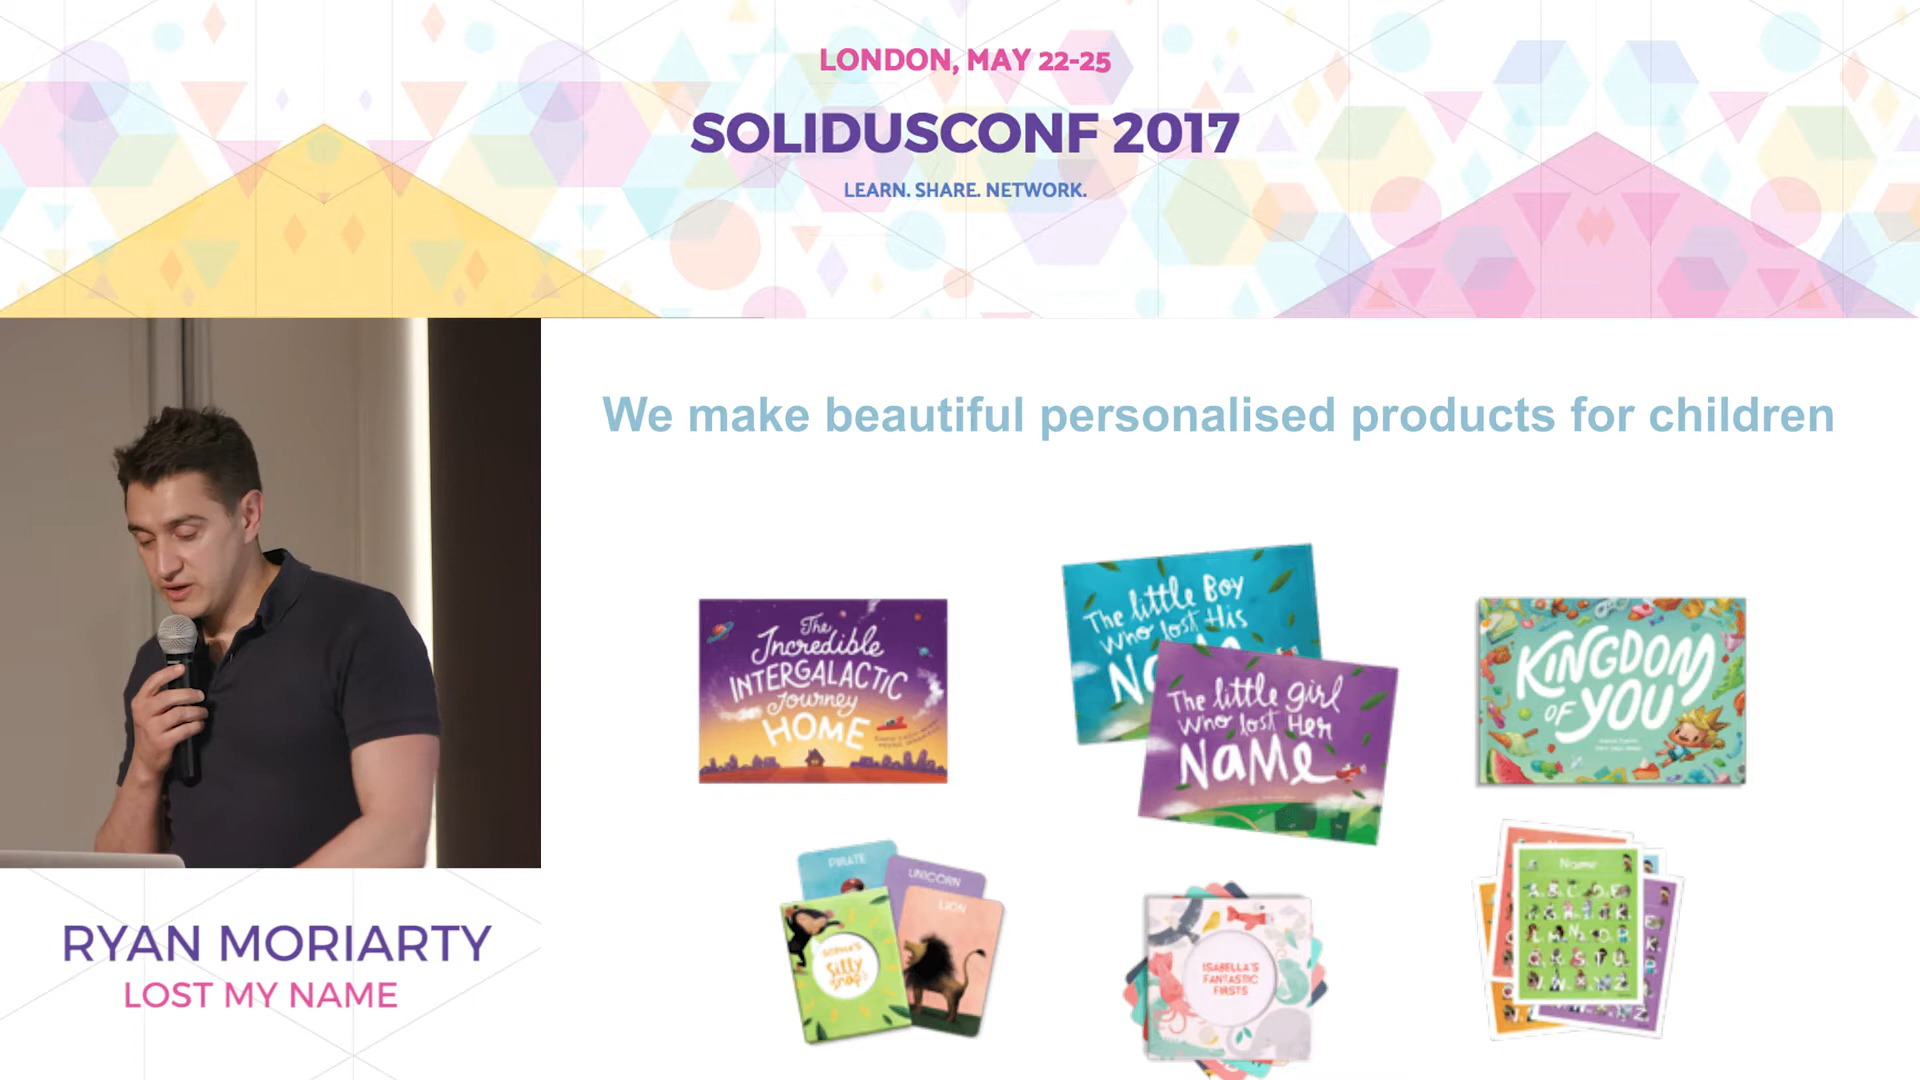 LONDON, MAY 22-25
SOLIDUSCONF 2017
LEARN. SHARE. NETWORK.
We make beautiful personalised products for children
The
Incredible
INTERGALACTIC
Journey
HOME
The little Boy
who lost His
The little girl
who lost Her
NaMe
KINGDOM
OF YOU
PIRATE
UNICORN
LION
Silly
Snap
ISABELLA'S
FANTASTIC
FIRSTS
Name
RYAN MORIARTY
LOST MY NAME